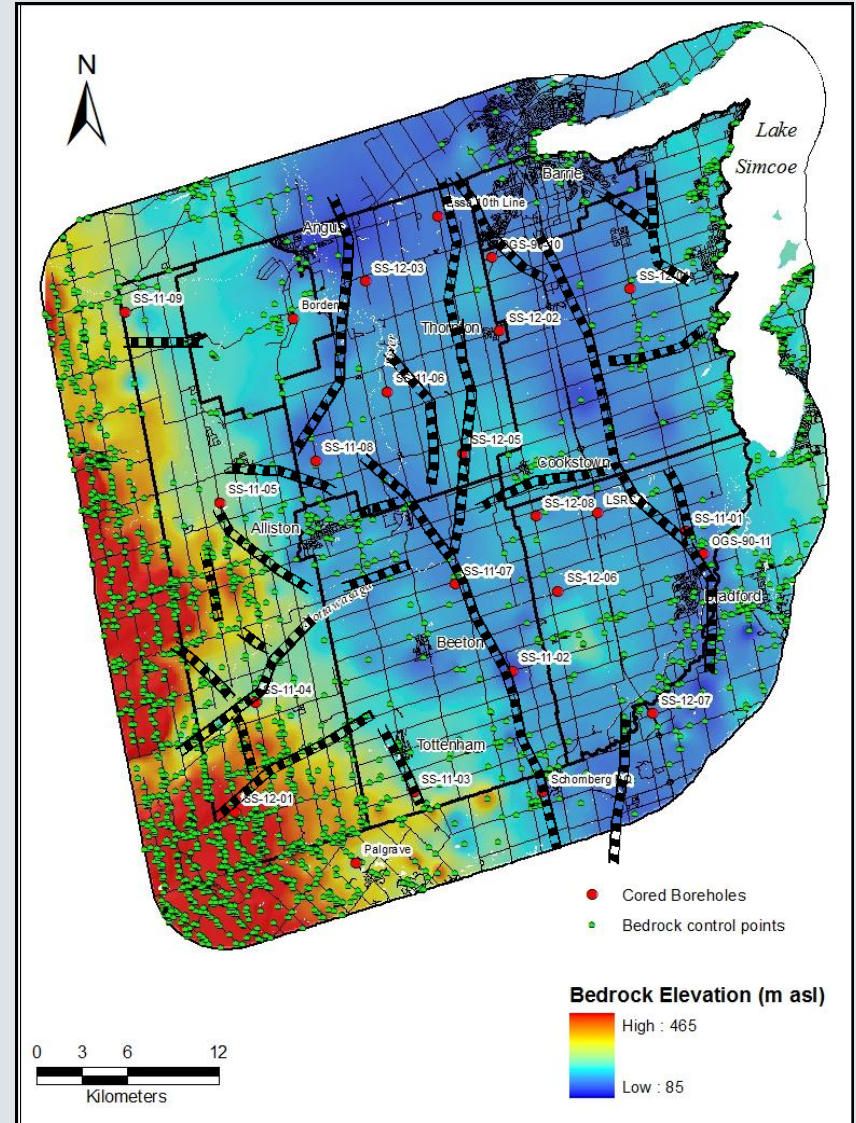 N
Lake
Simcoe
Barrie
Essa 10th Line
Angus
SS-12-03
SS-11-09
Borden
SS-12-02
Thornton
SS-11-06
SS-12-05
SS-11-08
Cookstown
SS-11-05
SS-12-08
SS-11-01
Alliston
OGS-90-11
SS-11-07
SS-12-06
Bradford
Beeton
SS-11-02
SS-11-04
SS-12-07
Tottenham
SS-11-03
Schomberg
SS-12-01
Palgrave
Cored Boreholes
Bedrock control points
Bedrock Elevation (m asl)
High : 465
Low : 85
0 3 6 12
Kilometers